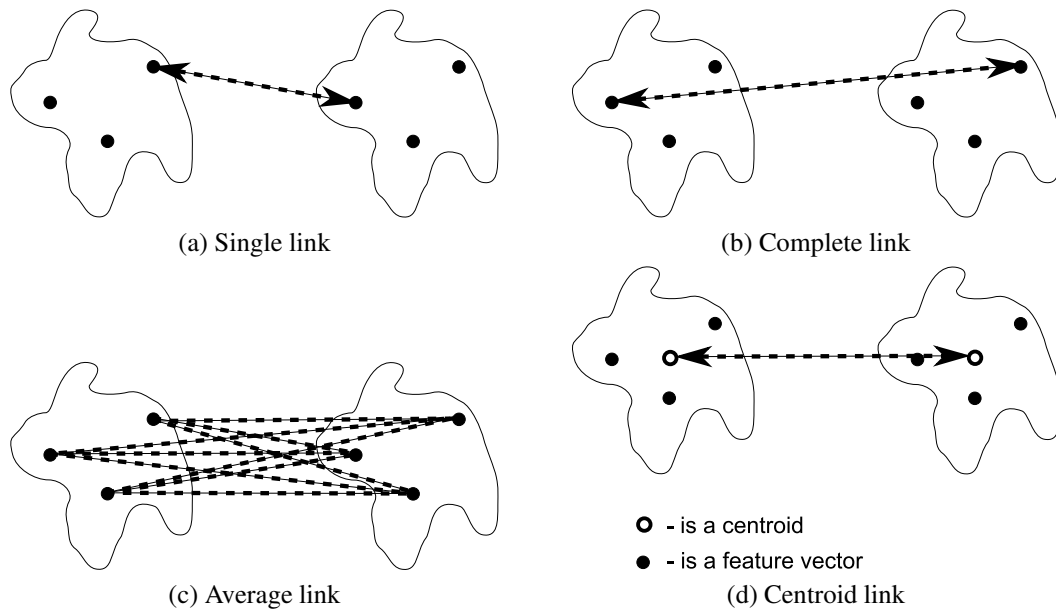 (a) Single link
(b) Complete link
(c) Average link
- is a centroid
- is a feature vector
(d) Centroid link